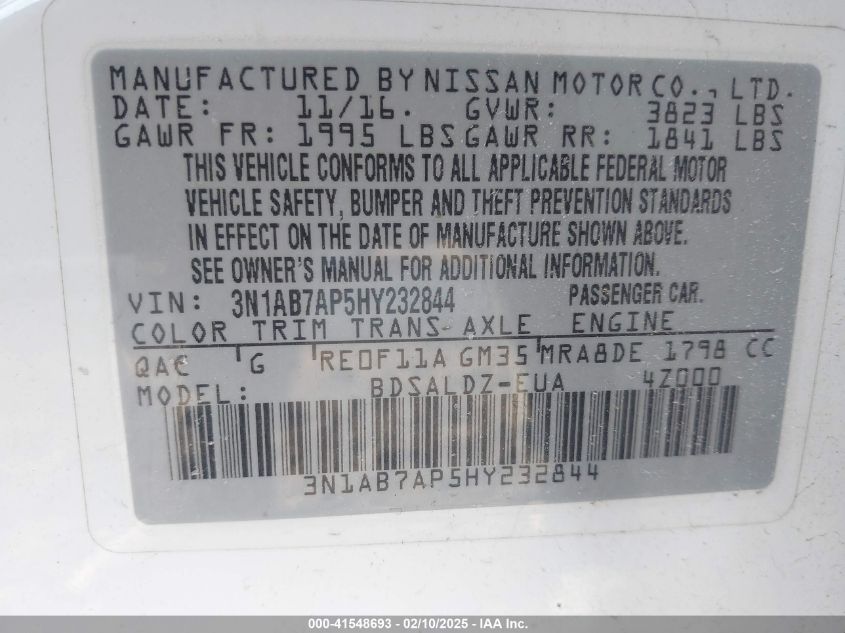 MANUFACTURED BY NISSAN MOTOR CO., LTD.
DATE: 11/16. GVWR: 3823 LBS
GAWR FR: 1995 LBS GAWR RR: 1841 LBS
THIS VEHICLE CONFORMS TO ALL APPLICABLE FEDERAL MOTOR
VEHICLE SAFETY, BUMPER AND THEFT PREVENTION STANDARDS
IN EFFECT ON THE DATE OF MANUFACTURE SHOWN ABOVE.
SEE OWNER'S MANUAL FOR ADDITIONAL INFORMATION.
VIN: 3N1AB7AP5HY232844 PASSENGER CAR.
COLOR TRIM TRANS- AXLE ENGINE
QAC G RE0F11A GM35 MRA8DE 1798 CC
MODEL: BDSALDZ-EUA 4Z000
3N1AB7AP5HY232844
000-41548693 - 02/10/2025 - IAA Inc.